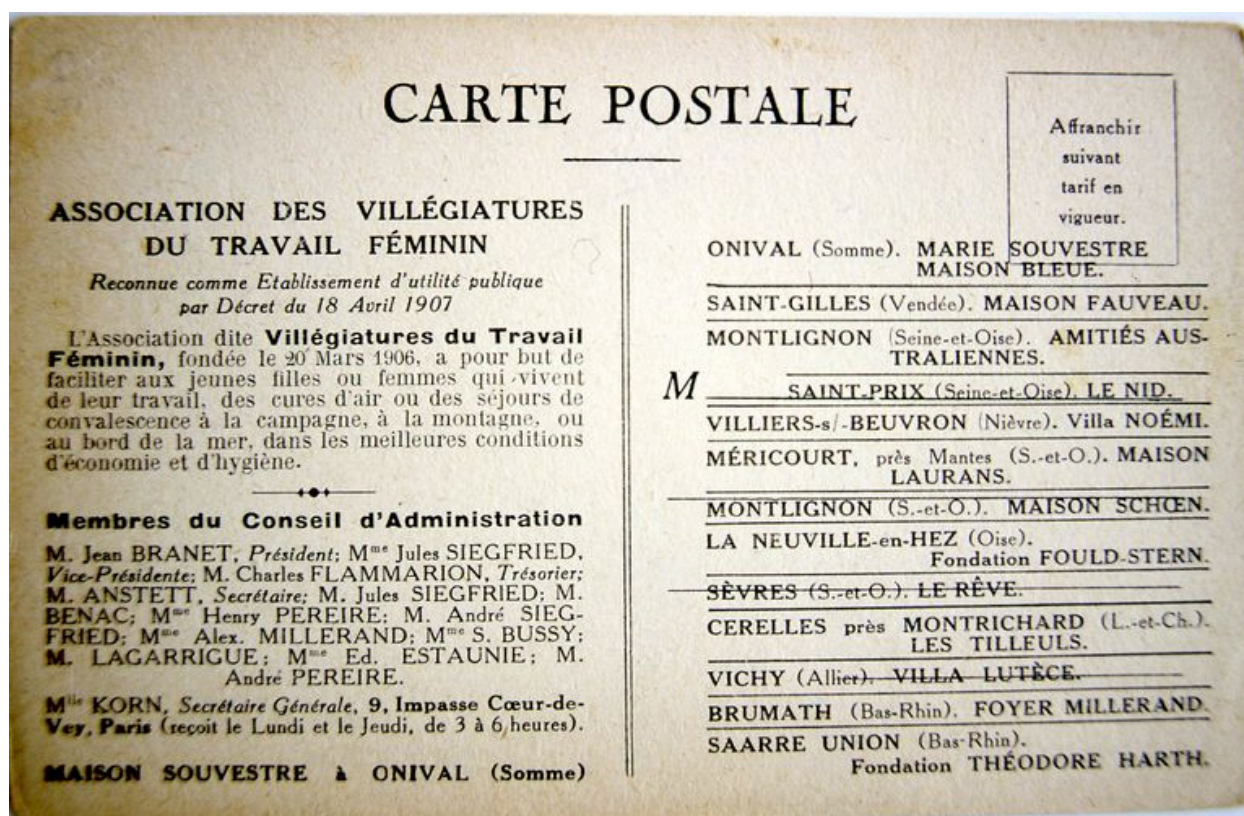 CARTE POSTALE
Affranchir
suivant
tarif en
vigueur.
ASSOCIATION DES VILLÉGIATURES
DU TRAVAIL FÉMININ
Reconnue comme Etablissement d'utilité publique
par Décret du 18 Avril 1907
L'Association dite Villégiatures du Travail
Féminin, fondée le 20 Mars 1906, a pour but de
faciliter aux jeunes filles ou femmes qui vivent
de leur travail, des cures d'air ou des séjours de
convalescence à la campagne, à la montagne, ou
au bord de la mer, dans les meilleures conditions
d'économie et d'hygiène.
Membres du Conseil d'Administration
M. Jean BRANET, Président; Mme Jules SIEGFRIED,
Vice-Présidente; M. Charles FLAMMARION, Trésorier;
M. ANSTETT, Secrétaire; M. Jules SIEGFRIED; M.
BENAC; Mme Henry PEREIRE; M. André SIEG-
FRIED; Mme Alex. MILLERAND; Mme S. BUSSY;
M. LAGARRIGUE; Mme Ed. ESTAUNIE; M.
André PEREIRE.
Mlle KORN, Secrétaire Générale, 9, Impasse Cœur-de-
Vey, Paris (reçoit le Lundi et le Jeudi, de 3 à 6 heures).
MAISON SOUVESTRE à ONIVAL (Somme)
ONIVAL (Somme). MARIE SOUVESTRE
MAISON BLEUE.
SAINT-GILLES (Vendée). MAISON FAUVEAU.
MONTLIGNON (Seine-et-Oise). AMITIÉS AUS-
TRALIENNES.
M SAINT-PRIX (Seine-et-Oise). LE NID.
VILLIERS-s/-BEUVRON (Nièvre). Villa NOÉMI.
MÉRICOURT, près Mantes (S.-et-O.). MAISON
LAURANS.
MONTLIGNON (S.-et-O.). MAISON SCHŒN.
LA NEUVILLE-en-HEZ (Oise).
Fondation FOULD-STERN.
SÈVRES (S.-et-O.). LE RÊVE.
CERELLES près MONTRICHARD (L.-et-Ch.).
LES TILLEULS.
VICHY (Allier). VILLA LUTÈCE.
BRUMATH (Bas-Rhin). FOYER MILLERAND
SAARRE UNION (Bas-Rhin).
Fondation THÉODORE HARTH.